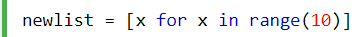 newlist = [x for x in range(10)]